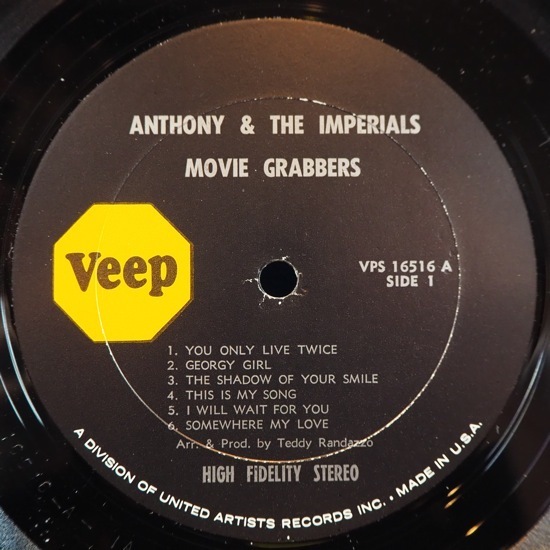 ANTHONY & THE IMPERIALS
MOVIE GRABBERS
Veep
VPS 16516 A
SIDE 1
1. YOU ONLY LIVE TWICE
2. GEORGY GIRL
3. THE SHADOW OF YOUR SMILE
4. THIS IS MY SONG
5. I WILL WAIT FOR YOU
6. SOMEWHERE MY LOVE
Arr. & Prod. by Teddy Randazzo
HIGH FiDELITY STEREO
A DIVISION OF UNITED ARTISTS RECORDS INC. • MADE IN U.S.A.